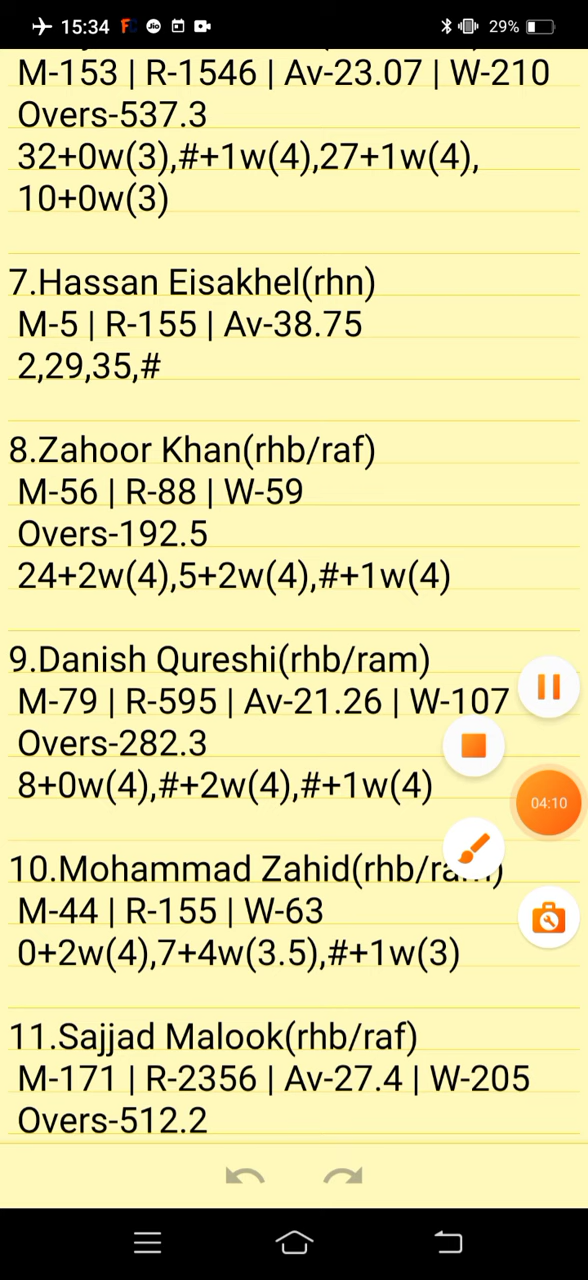 15:34
Jio
29%
M-153 | R-1546 | Av-23.07 | W-210
Overs-537.3
32+0w(3),#+1w(4),27+1w(4),
10+0w(3)
7.Hassan Eisakhel(rhn)
M-5 | R-155 | Av-38.75
2,29,35,#
8.Zahoor Khan(rhb/raf)
M-56 | R-88 | W-59
Overs-192.5
24+2w(4),5+2w(4),#+1w(4)
9.Danish Qureshi(rhb/ram)
M-79 | R-595 | Av-21.26 | W-107
Overs-282.3
8+0w(4),#+2w(4),#+1w(4)
04:10
10.Mohammad Zahid
M-44 | R-155 | W-63
0+2w(4),7+4w(3.5),#+1w(3)
11.Sajjad Malook(rhb/raf)
M-171 | R-2356 | Av-27.4 | W-205
Overs-512.2